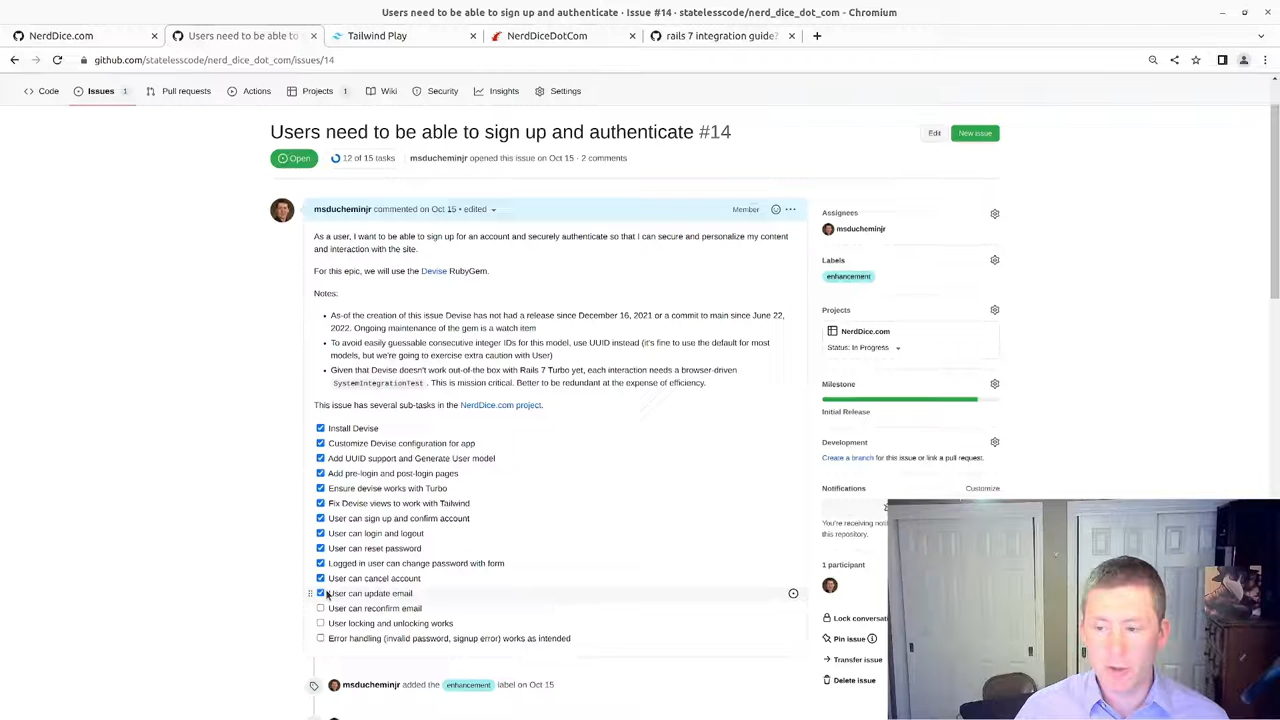 Users need to be able to sign up and authenticate · Issue #14 · statelesscode/nerd_dice_dot_com - Chromium
NerdDice.com
Users need to be able to
Tailwind Play
NerdDiceDotCom
rails 7 integration guide?
github.com/statelesscode/nerd_dice_dot_com/issues/14
Code
Issues 1
Pull requests
Actions
Projects 1
Wiki
Security
Insights
Settings
Users need to be able to sign up and authenticate #14
Edit
New issue
Open
12 of 15 tasks
msducheminjr opened this issue on Oct 15 · 2 comments
msducheminjr commented on Oct 15 • edited
Member
As a user, I want to be able to sign up for an account and securely authenticate so that I can secure and personalize my content
and interaction with the site.
For this epic, we will use the Devise RubyGem.
Notes:
• As-of the creation of this issue Devise has not had a release since December 16, 2021 or a commit to main since June 22,
2022. Ongoing maintenance of the gem is a watch item
• To avoid easily guessable consecutive integer IDs for this model, use UUID instead (it's fine to use the default for most
models, but we're going to exercise extra caution with User)
• Given that Devise doesn't work out-of-the box with Rails 7 Turbo yet, each interaction needs a browser-driven
SystemIntegrationTest. This is mission critical. Better to be redundant at the expense of efficiency.
This issue has several sub-tasks in the NerdDice.com project.
Install Devise
Customize Devise configuration for app
Add UUID support and Generate User model
Add pre-login and post-login pages
Ensure devise works with Turbo
Fix Devise views to work with Tailwind
User can sign up and confirm account
User can login and logout
User can reset password
Logged in user can change password with form
User can cancel account
User can update email
User can reconfirm email
User locking and unlocking works
Error handling (invalid password, signup error) works as intended
msducheminjr added the enhancement label on Oct 15
Assignees
msducheminjr
Labels
enhancement
Projects
NerdDice.com
Status: In Progress
Milestone
Initial Release
Development
Create a branch for this issue or link a pull request.
Notifications
Customize
You're receiving
this repository.
1 participant
Lock
Pin issue
Transfer issue
Delete issue